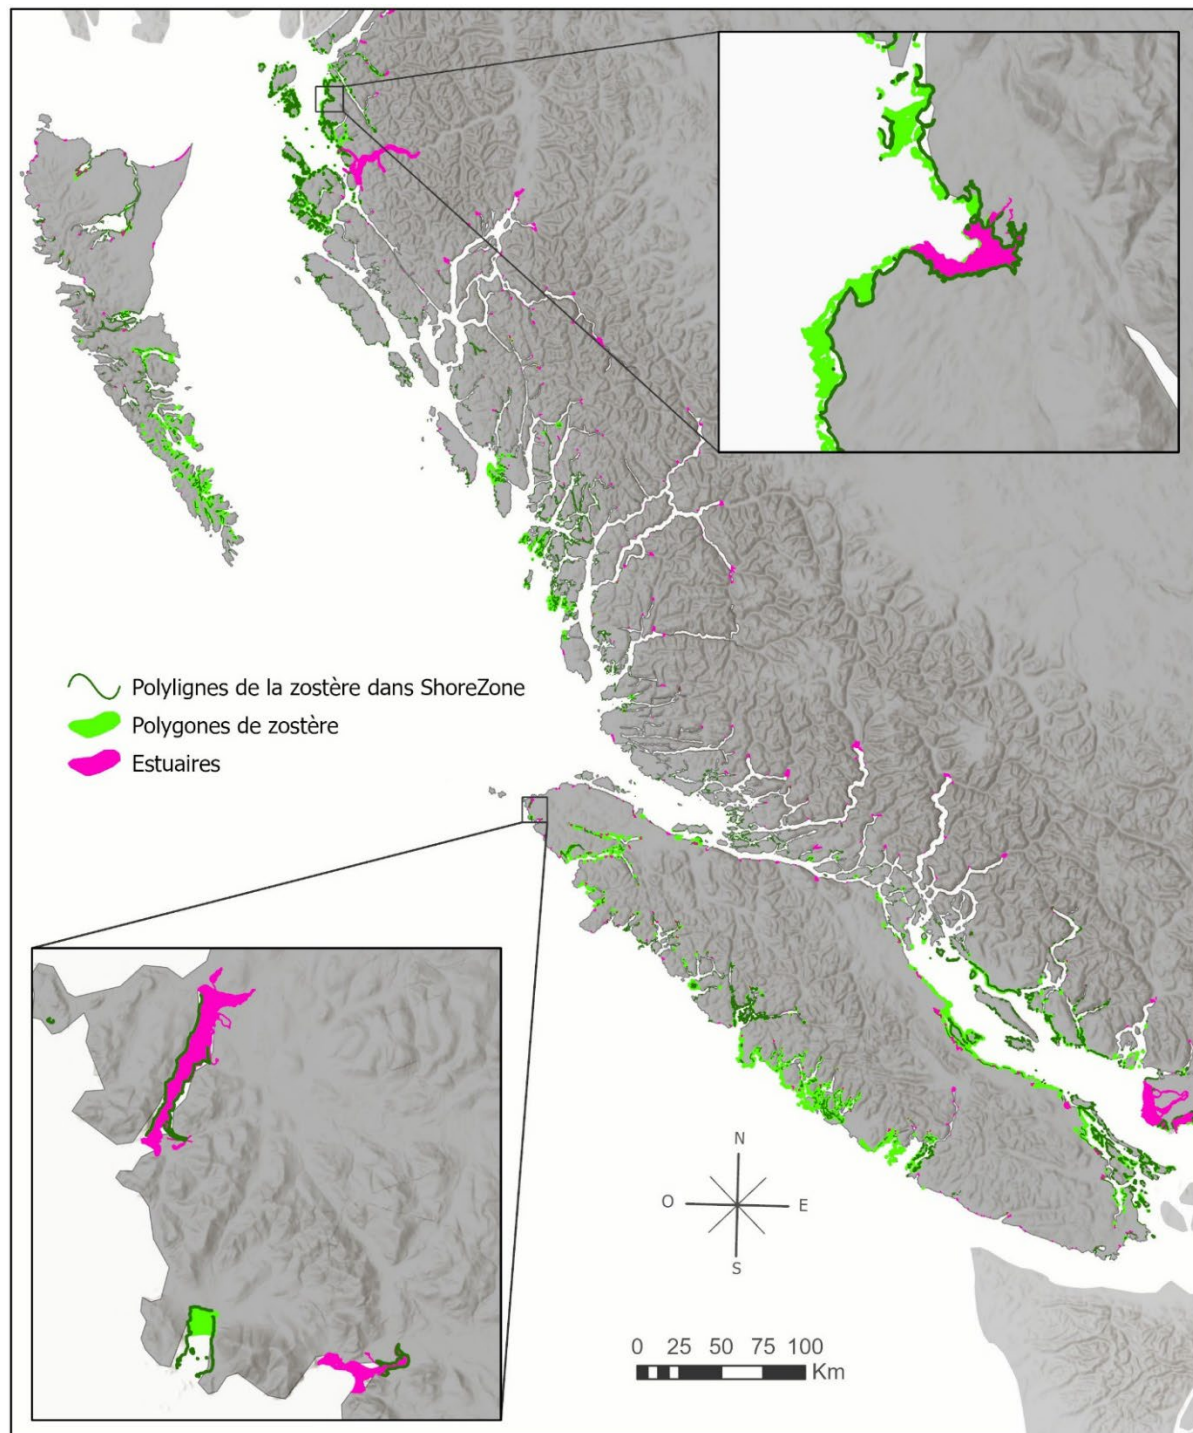 Polylignes de la zostère dans ShoreZone
Polygones de zostère
Estuaires
N
O E
S
0 25 50 75 100
Km